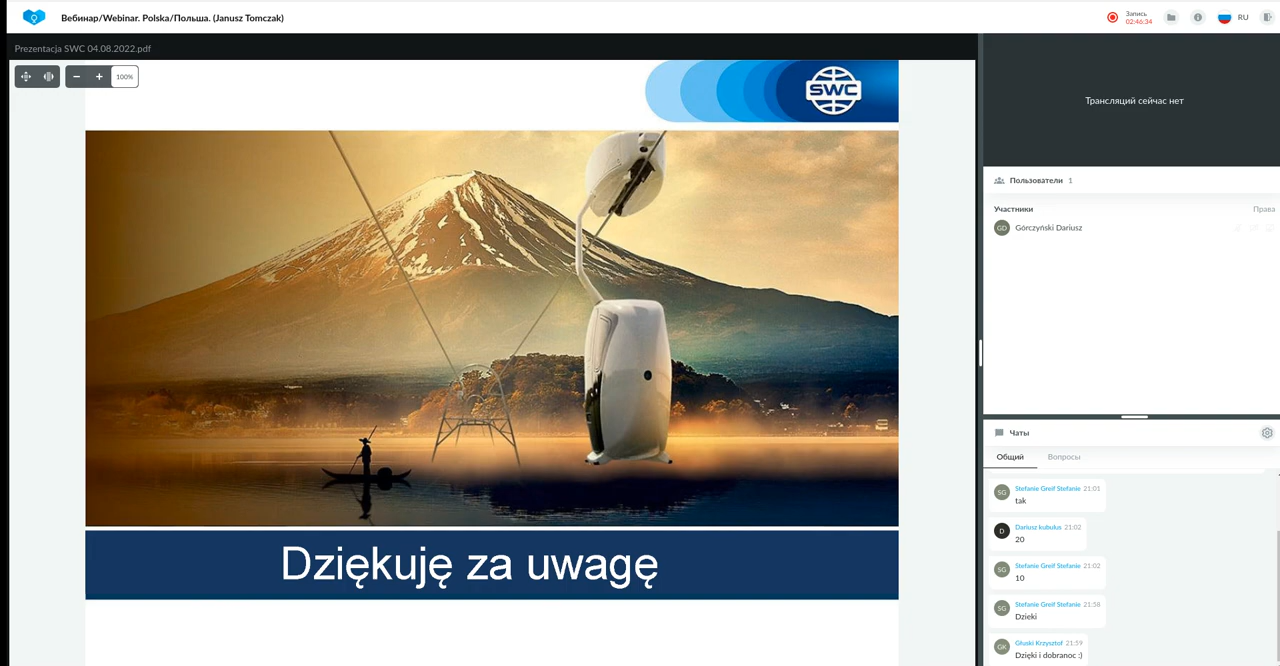 Вебинар/Webinar. Polska/Польша. (Janusz Tomczak)
Запись
02:46:34
RU
Prezentacja SWC 04.08.2022.pdf
100%
SWC
Dziękuję za uwagę
Трансляций сейчас нет
Пользователи 1
Участники Права
GD Górczyński Dariusz
Чаты
Общий Вопросы
SG Stefanie Greif Stefanie 21:01
tak
D Dariusz kubulus 21:02
20
SG Stefanie Greif Stefanie 21:02
10
SG Stefanie Greif Stefanie 21:58
Dzieki
GK Głuski Krzysztof 21:59
Dzięki i dobranoc :)